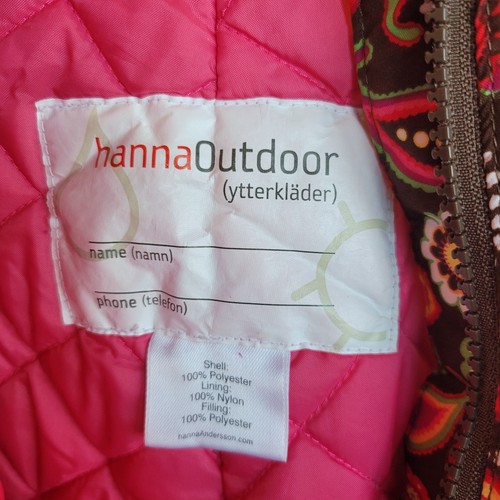 hannaOutdoor
(ytterkläder)
name (namn)
phone (telefon)
Shell:
100% Polyester
Lining:
100% Nylon
Filling:
100% Polyester
hannaAndersson.com